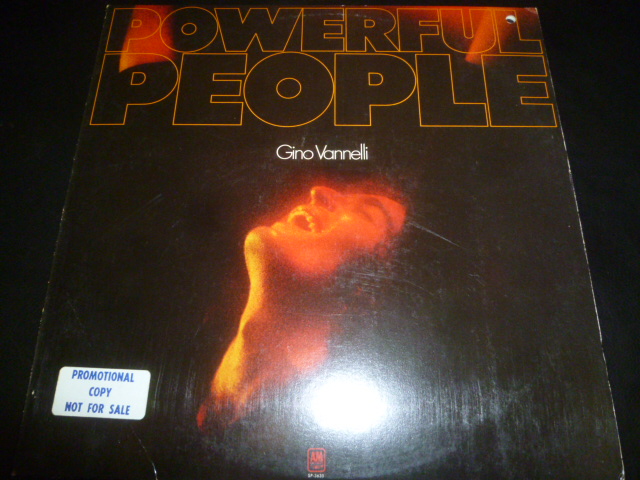 POWERFUL
PEOPLE
Gino Vannelli
PROMOTIONAL
COPY
NOT FOR SALE
A&M